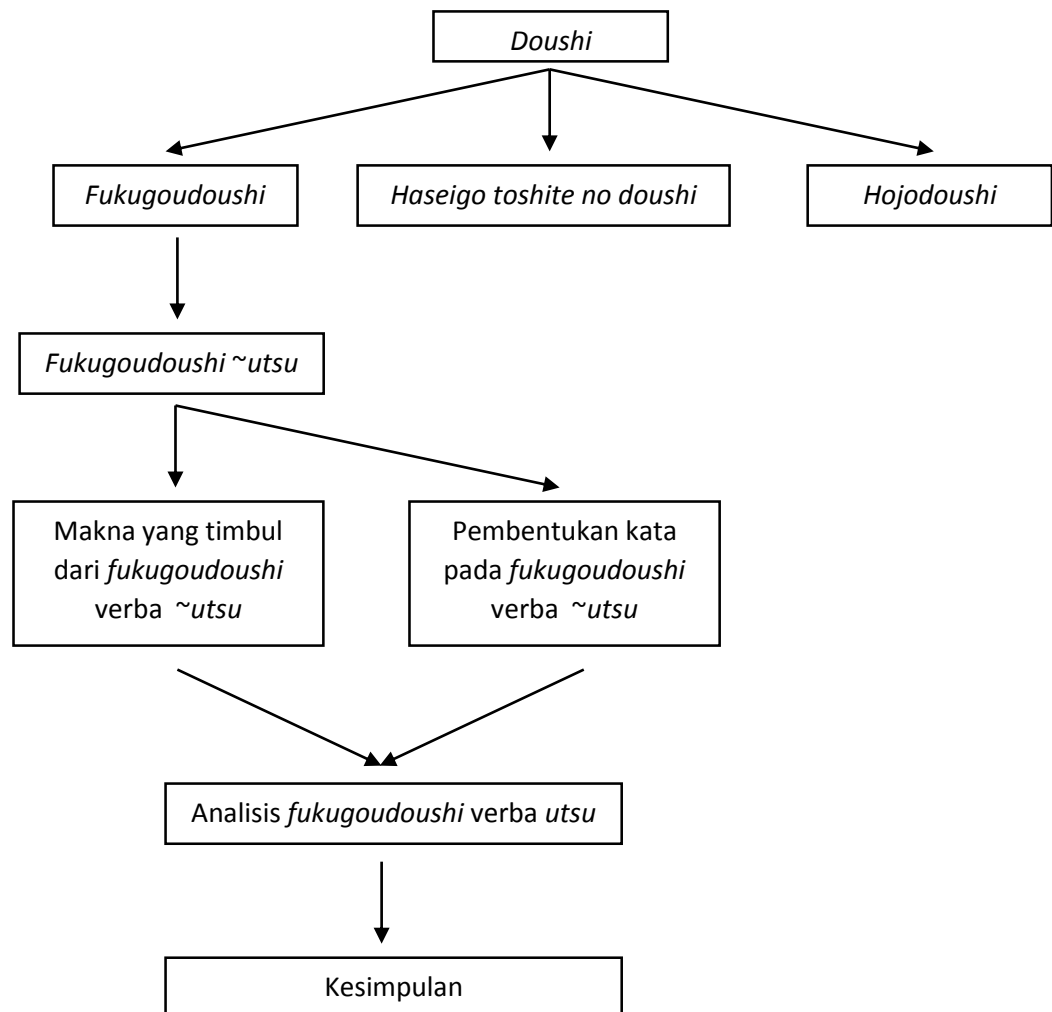 Doushi
Fukugoudoushi
Haseigo toshite no doushi
Hojodoushi
Fukugoudoushi ~utsu
Makna yang timbul
dari fukugoudoushi
verba ~utsu
Pembentukan kata
pada fukugoudoushi
verba ~utsu
Analisis fukugoudoushi verba utsu
Kesimpulan